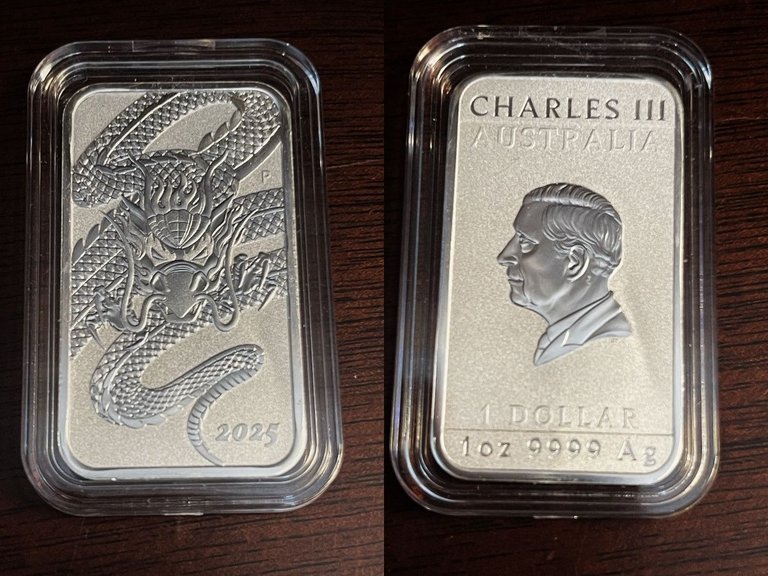 P
2025
CHARLES III
AUSTRALIA
1 DOLLAR
1oz 9999 Ag